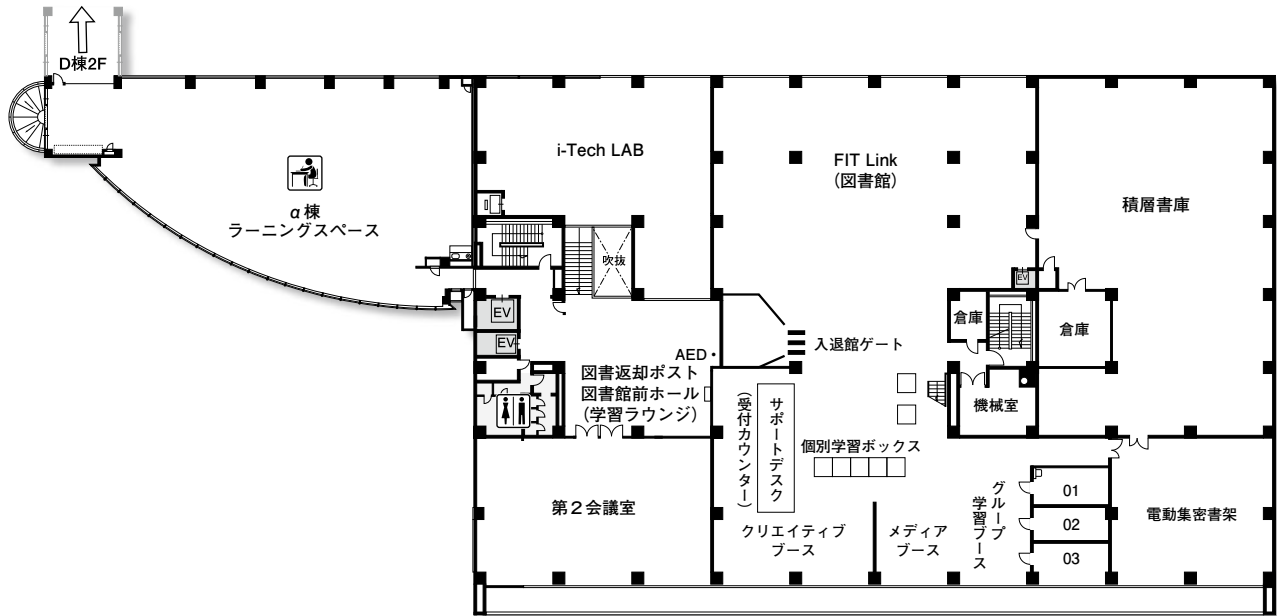 D棟2F
i-Tech LAB
FIT Link
(図書館)
積層書庫
α棟
ラーニングスペース
吹抜
EV
EV
EV
倉庫
倉庫
AED
入退館ゲート
図書返却ポスト
図書館前ホール
(学習ラウンジ)
機械室
サポートデスク
(受付カウンター)
個別学習ボックス
第2会議室
クリエイティブ
ブース
メディア
ブース
グループ
学習ブース
01
02
03
電動集密書架